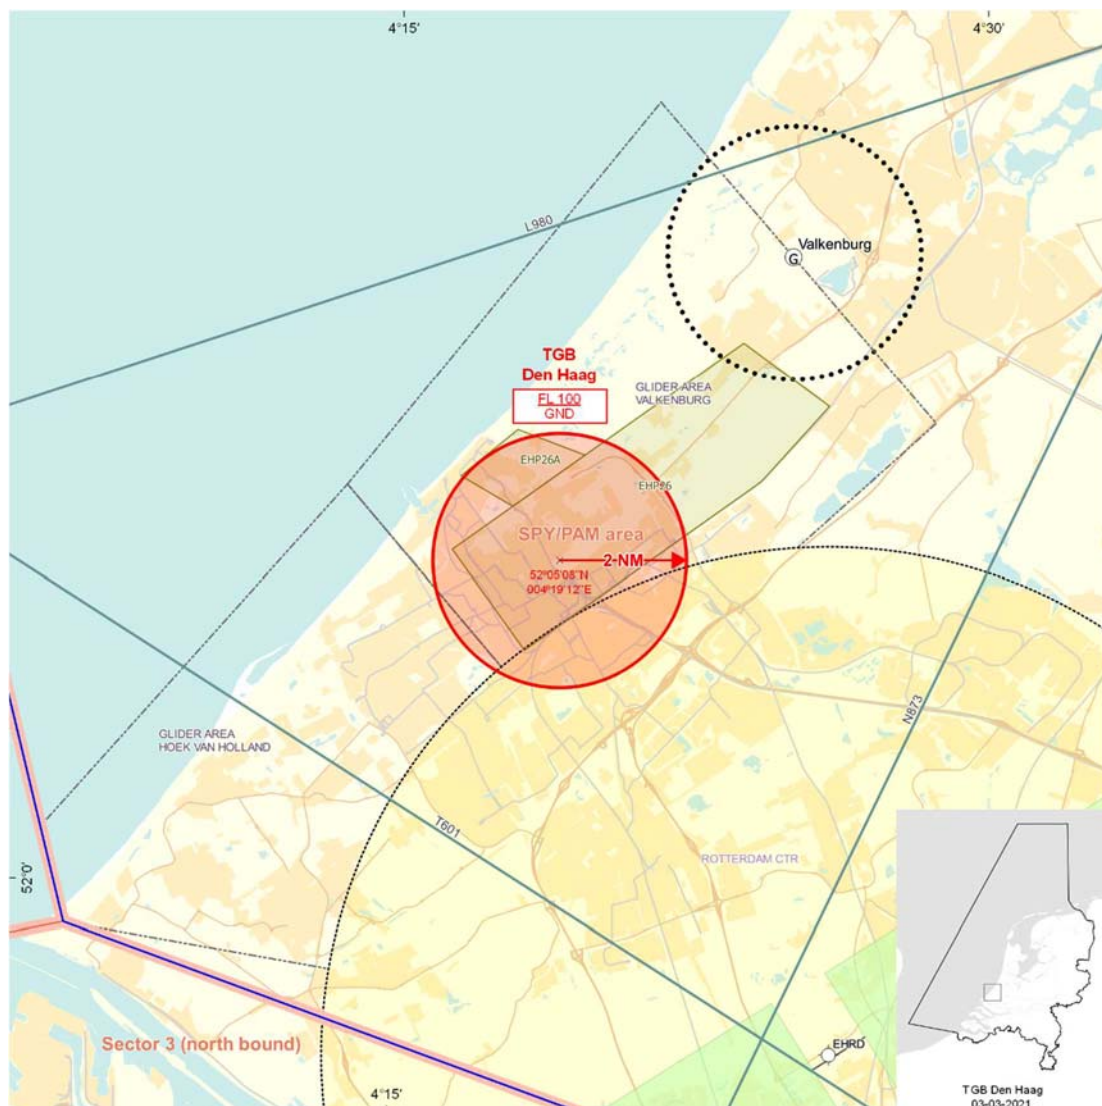 4°15'
4°30'
L980
Valkenburg
G
TGB
Den Haag
FL 100
GND
GLIDER AREA
VALKENBURG
EHP26A
EHP26
SPY/PAM area
2 NM
52°05'08"N
004°19'12"E
N873
GLIDER AREA
HOEK VAN HOLLAND
T601
ROTTERDAM CTR
52°0'
Sector 3 (north bound)
EHRD
4°15'
TGB Den Haag
03-03-2021